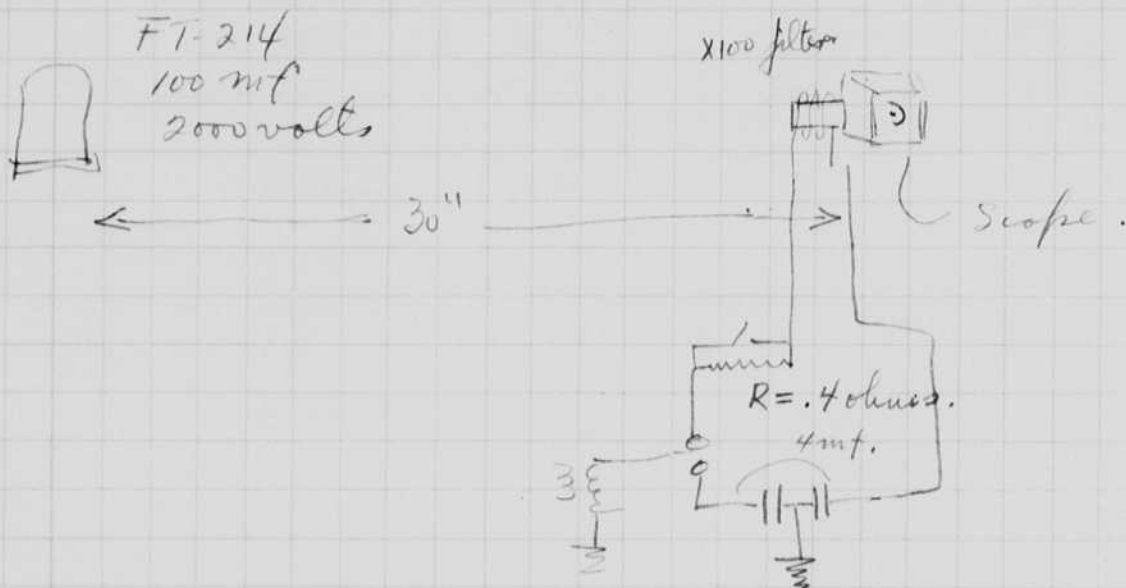 FT-214
100 mf
2000 volts
X100 filter
30"
Scope.
R = .4 ohms.
4 mf.